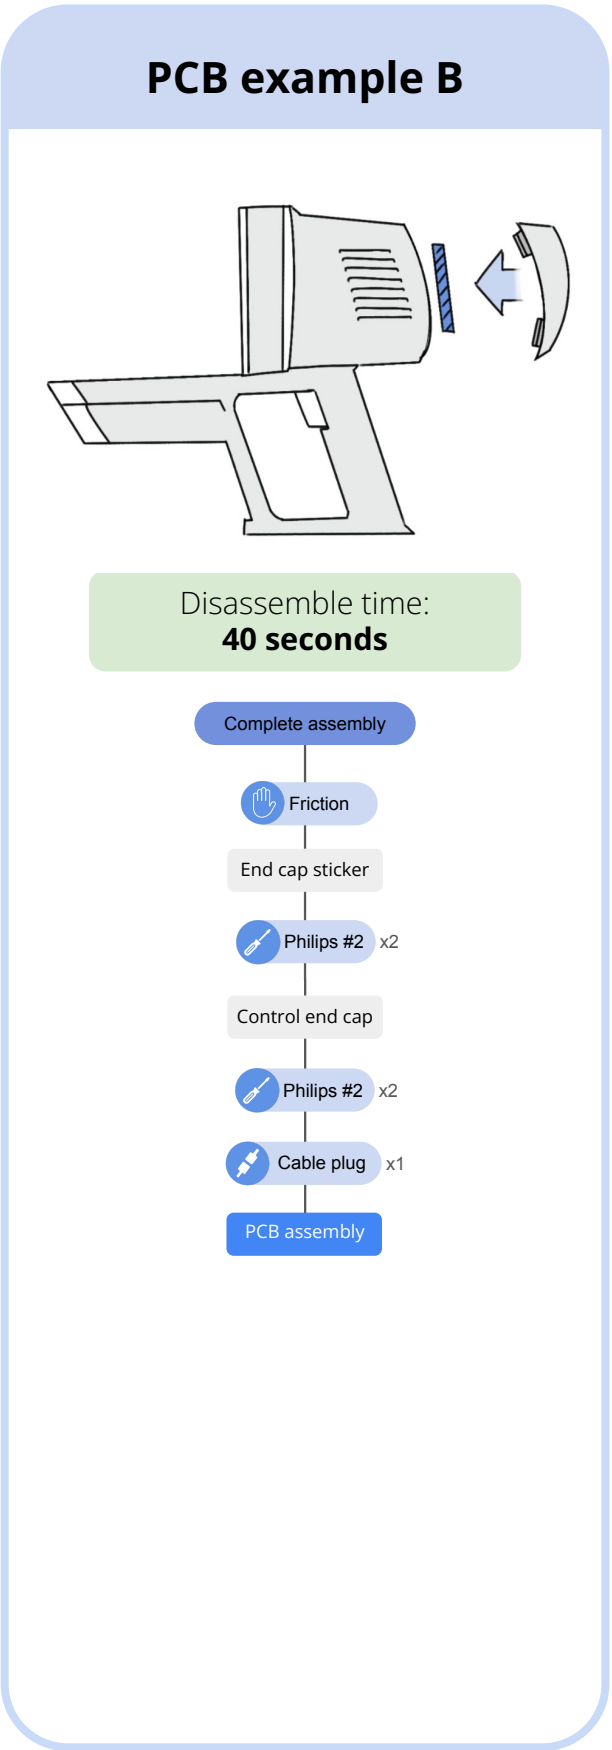 PCB example B
Disassemble time:
40 seconds
Complete assembly
Friction
End cap sticker
Philips #2 x2
Control end cap
Philips #2 x2
Cable plug x1
PCB assembly